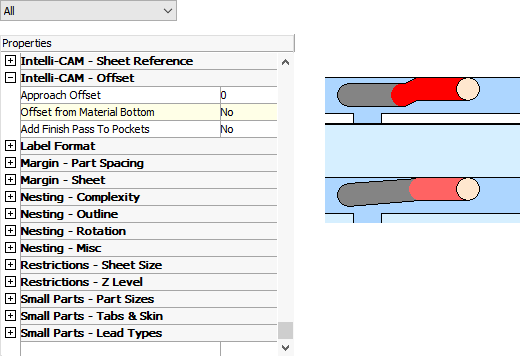 All
Properties
Intelli-CAM - Sheet Reference
Intelli-CAM - Offset
Approach Offset 0
Offset from Material Bottom No
Add Finish Pass To Pockets No
Label Format
Margin - Part Spacing
Margin - Sheet
Nesting - Complexity
Nesting - Outline
Nesting - Rotation
Nesting - Misc
Restrictions - Sheet Size
Restrictions - Z Level
Small Parts - Part Sizes
Small Parts - Tabs & Skin
Small Parts - Lead Types